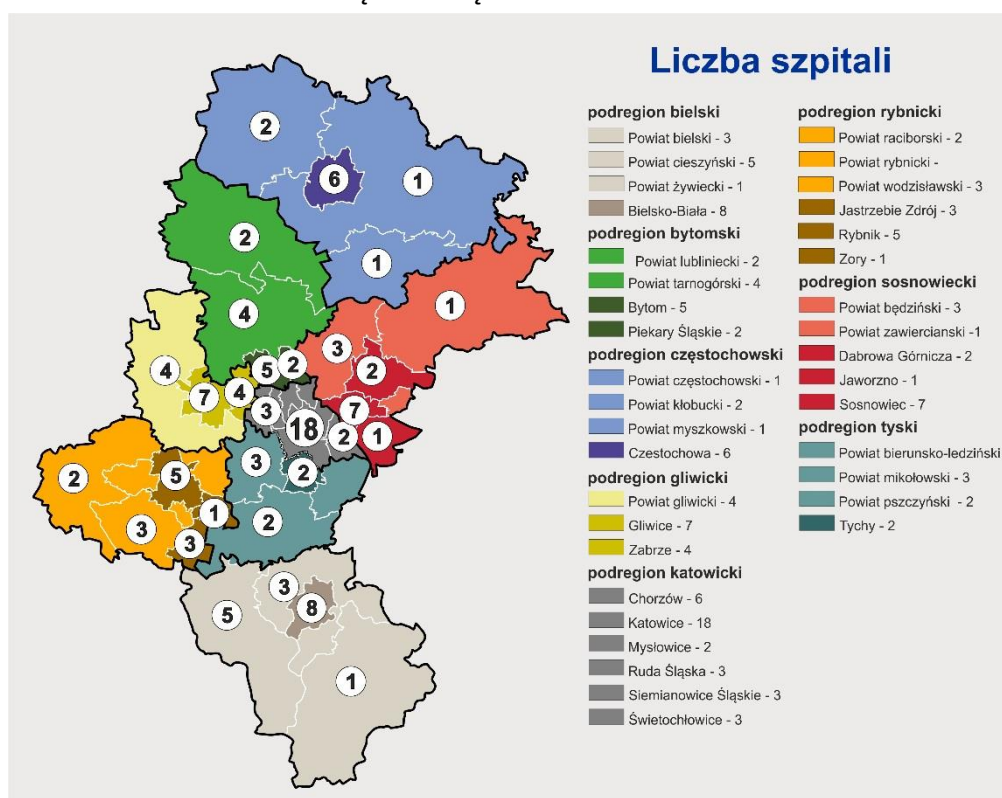 Liczba szpitali
podregion bielski
Powiat bielski - 3
Powiat cieszyński - 5
Powiat żywiecki - 1
Bielsko-Biała - 8
podregion bytomski
Powiat lubliniecki - 2
Powiat tarnogórski - 4
Bytom - 5
Piekary Śląskie - 2
podregion częstochowski
Powiat częstochowski - 1
Powiat kłobucki - 2
Powiat myszkowski - 1
Czestochowa - 6
podregion gliwicki
Powiat gliwicki - 4
Gliwice - 7
Zabrze - 4
podregion katowicki
Chorzów - 6
Katowice - 18
Mysłowice - 2
Ruda Śląska - 3
Siemianowice Śląskie - 3
Świetochłowice - 3
podregion rybnicki
Powiat raciborski - 2
Powiat rybnicki -
Powiat wodzisławski - 3
Jastrzebie Zdrój - 3
Rybnik - 5
Zory - 1
podregion sosnowiecki
Powiat będziński - 3
Powiat zawiercianski -1
Dabrowa Górnicza - 2
Jaworzno - 1
Sosnowiec - 7
podregion tyski
Powiat bierunsko-ledziński
Powiat mikołowski - 3
Powiat pszczyński - 2
Tychy - 2
2
6
1
2
1
4
1
3
2
5
2
4
4
7
3
18
7
2
1
3
2
2
5
1
2
3
3
3
5
8
1